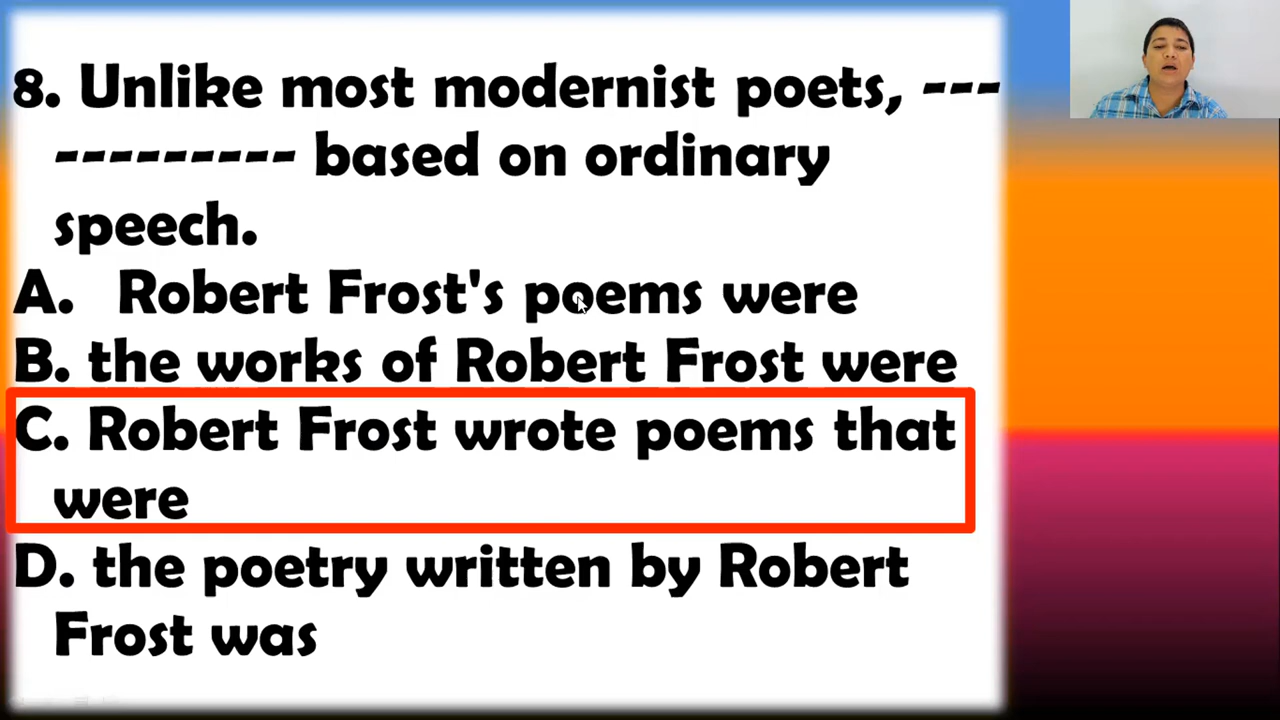 8. Unlike most modernist poets, ---
--------- based on ordinary
speech.
A. Robert Frost's poems were
B. the works of Robert Frost were
C. Robert Frost wrote poems that
were
D. the poetry written by Robert
Frost was